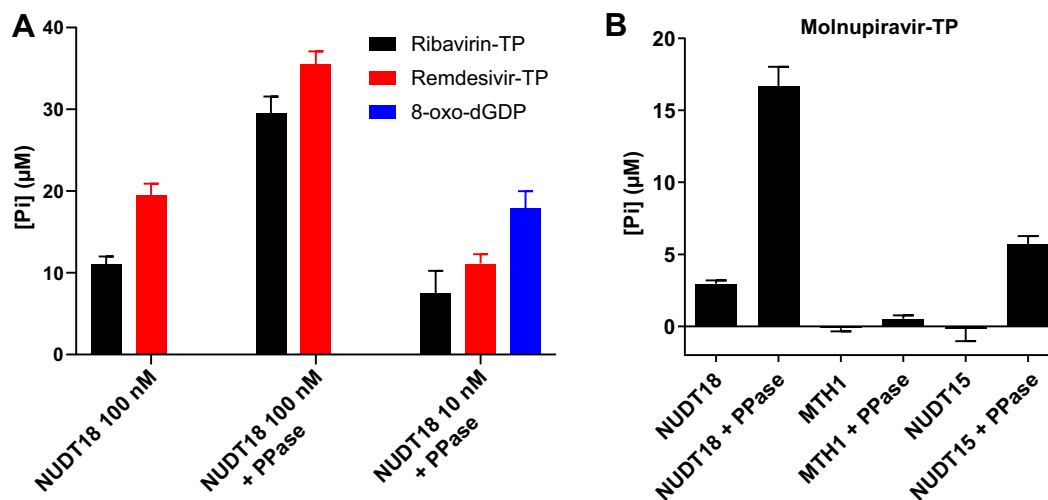 A
[Pi] (µM)
40
30
20
10
0
Ribavirin-TP
Remdesivir-TP
8-oxo-dGDP
NUDT18 100 nM
NUDT18 100 nM
+ PPase
NUDT18 10 nM
+ PPase
B
Molnupiravir-TP
[Pi] (µM)
20
15
10
5
0
NUDT18
NUDT18 + PPase
MTH1
MTH1 + PPase
NUDT15
NUDT15 + PPase